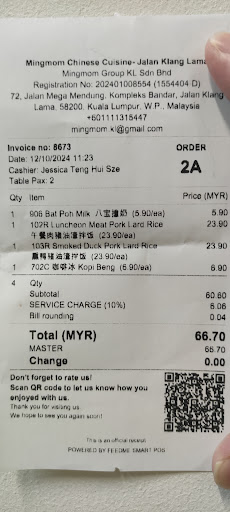 Mingmom Chinese Cuisine- Jalan Klang Lama
Mingmom Group KL Sdn Bhd
Registration No: 202401008554 (1554404-D)
72, Jalan Mega Mendung, Kompleks Bandar, Jalan Klang
Lama, 58200, Kuala Lumpur, W.P., Malaysia
+601111315447
mingmom.kl@gmail.com
Invoice no: 8673 ORDER
Date: 12/10/2024 11:23 2A
Cashier: Jessica Teng Hui Sze
Table Pax: 2
Qty Item Price (MYR)
1 906 Bat Poh Milk 八宝撞奶 (5.90/ea) 5.90
1 102R Luncheon Meat Pork Lard Rice 23.90
午餐肉豬油渣拌饭 (23.90/ea)
1 103R Smoked Duck Pork Lard Rice 23.90
薰鴨豬油渣拌饭 (23.90/ea)
1 702C 咖啡冰 Kopi Beng (6.90/ea) 6.90
4 Qty
Subtotal 60.60
SERVICE CHARGE (10%) 6.06
Bill rounding 0.04
Total (MYR) 66.70
MASTER 66.70
Change 0.00
Don't forget to rate us!
Scan QR code to let us know how you
enjoyed with us.
Thank you for visiting us.
We hope to see you again soon!
This is an official receipt.
POWERED BY FEEDME SMART POS